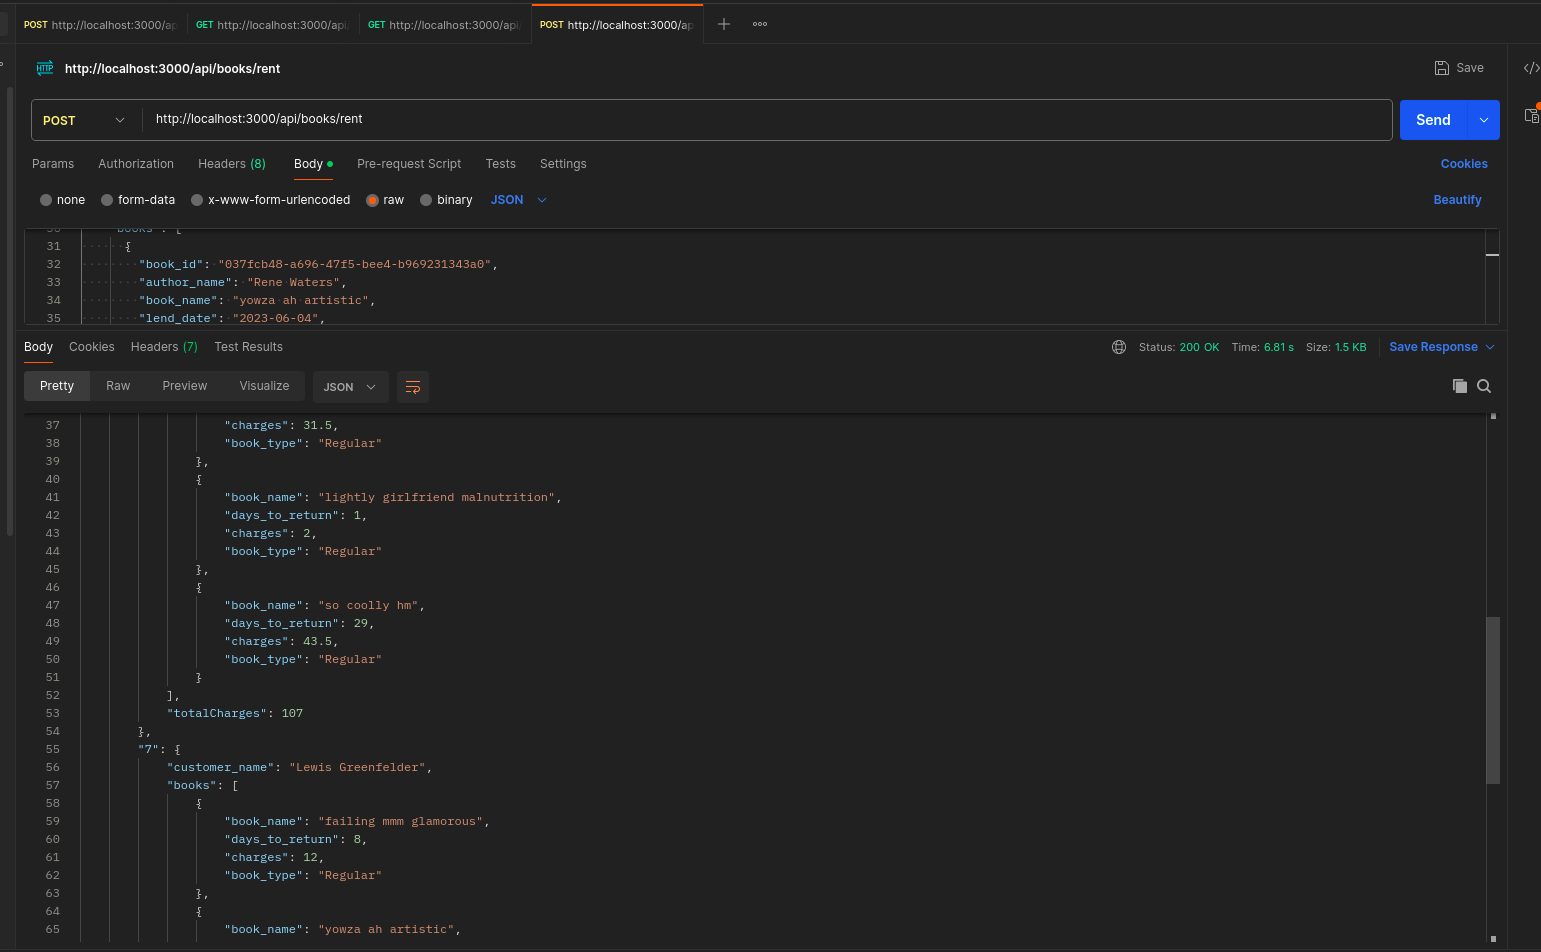 POST http://localhost:3000/ap GET http://localhost:3000/api/ GET http://localhost:3000/api/ POST http://localhost:3000/ap
HTTP http://localhost:3000/api/books/rent Save
POST http://localhost:3000/api/books/rent Send
Params Authorization Headers (8) Body Pre-request Script Tests Settings Cookies
none form-data x-www-form-urlencoded raw binary JSON Beautify
30 "books": [
31 {
32 "book_id": "037fcb48-a696-47f5-bee4-b969231343a0",
33 "author_name": "Rene Waters",
34 "book_name": "yowza ah artistic",
35 "lend_date": "2023-06-04",
Body Cookies Headers (7) Test Results Status: 200 OK Time: 6.81 s Size: 1.5 KB Save Response
Pretty Raw Preview Visualize JSON
37 "charges": 31.5,
38 "book_type": "Regular"
39 },
40 {
41 "book_name": "lightly girlfriend malnutrition",
42 "days_to_return": 1,
43 "charges": 2,
44 "book_type": "Regular"
45 },
46 {
47 "book_name": "so coolly hm",
48 "days_to_return": 29,
49 "charges": 43.5,
50 "book_type": "Regular"
51 }
52 ],
53 "totalCharges": 107
54 },
55 "7": {
56 "customer_name": "Lewis Greenfelder",
57 "books": [
58 {
59 "book_name": "failing mmm glamorous",
60 "days_to_return": 8,
61 "charges": 12,
62 "book_type": "Regular"
63 },
64 {
65 "book_name": "yowza ah artistic",